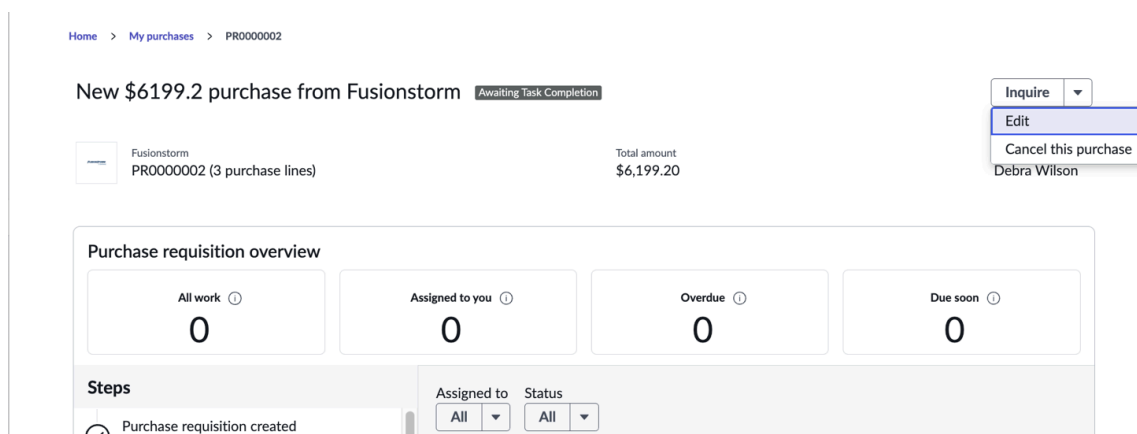 Home > My purchases > PR0000002
New $6199.2 purchase from Fusionstorm Awaiting Task Completion
Inquire
Edit
Cancel this purchase
Fusionstorm
PR0000002 (3 purchase lines)
Total amount
$6,199.20
Debra Wilson
Purchase requisition overview
All work
0
Assigned to you
0
Overdue
0
Due soon
0
Steps
Purchase requisition created
Assigned to Status
All All